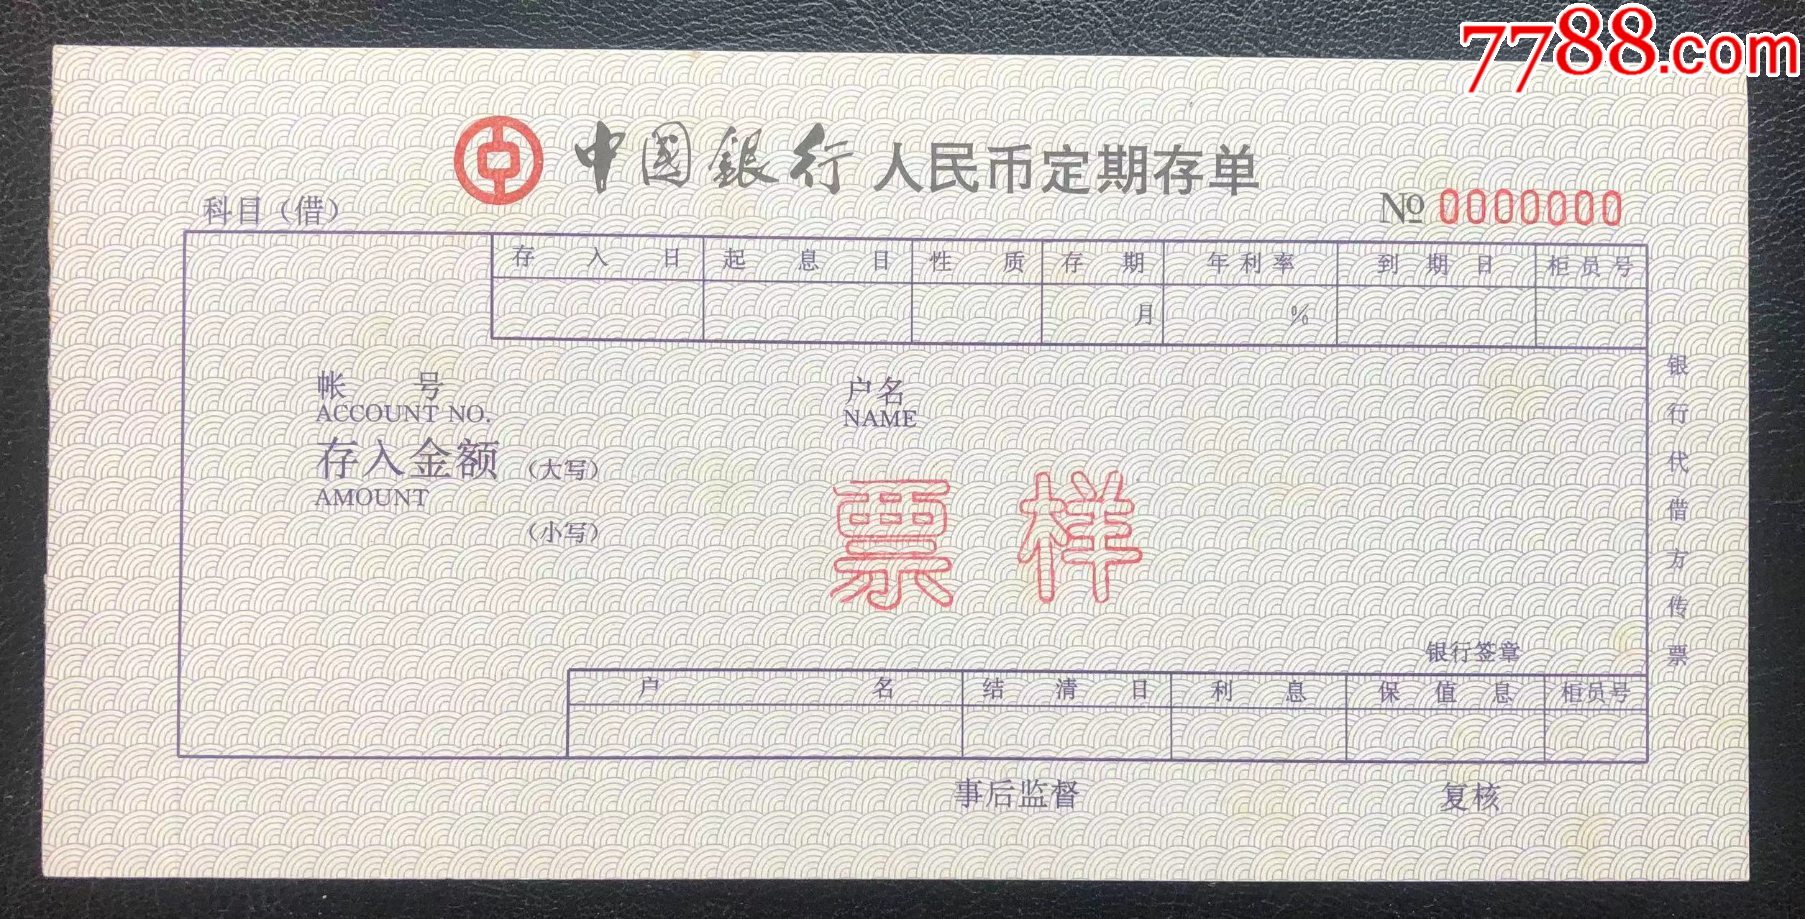 7788.com
中國銀行人民币定期存单
科目（借）
№ 0000000
存入日 起息日 性质 存期 年利率 到期日 柜员号
月 %
帐号 户名
ACCOUNT NO. NAME
存入金额（大写）
AMOUNT
（小写）
票样
银行代借方传票
银行签章
户名 结清日 利息 保值息 柜员号
事后监督 复核